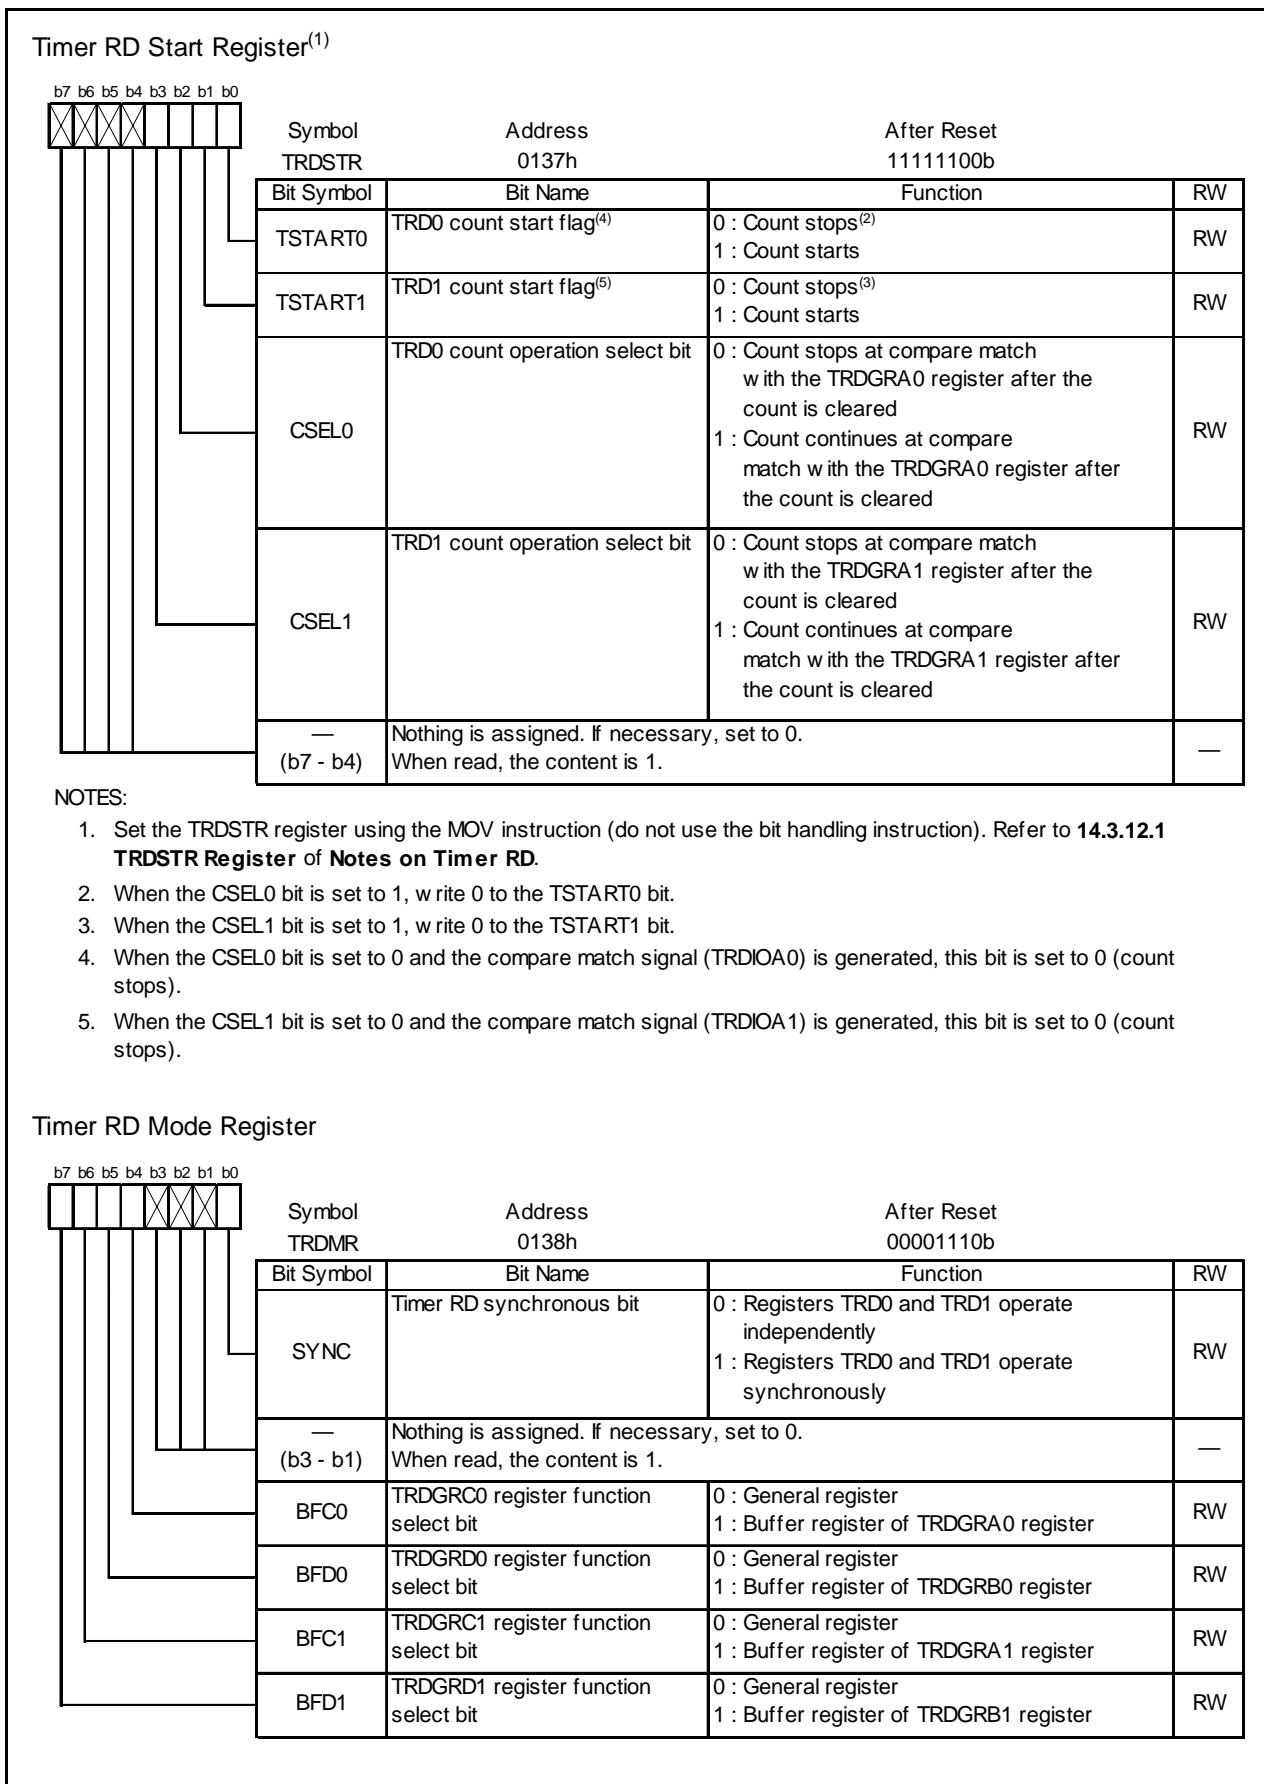 Timer RD Start Register(1)
b7 b6 b5 b4 b3 b2 b1 b0
Symbol Address After Reset
TRDSTR 0137h 11111100b
Bit Symbol Bit Name Function RW
TSTART0 TRD0 count start flag(4) 0 : Count stops(2) RW
1 : Count starts
TSTART1 TRD1 count start flag(5) 0 : Count stops(3) RW
1 : Count starts
CSEL0 TRD0 count operation select bit 0 : Count stops at compare match RW
with the TRDGRA0 register after the
count is cleared
1 : Count continues at compare
match with the TRDGRA0 register after
the count is cleared
CSEL1 TRD1 count operation select bit 0 : Count stops at compare match RW
with the TRDGRA1 register after the
count is cleared
1 : Count continues at compare
match with the TRDGRA1 register after
the count is cleared
— Nothing is assigned. If necessary, set to 0. —
(b7 - b4) When read, the content is 1.
NOTES:
1. Set the TRDSTR register using the MOV instruction (do not use the bit handling instruction). Refer to 14.3.12.1
TRDSTR Register of Notes on Timer RD.
2. When the CSEL0 bit is set to 1, write 0 to the TSTART0 bit.
3. When the CSEL1 bit is set to 1, write 0 to the TSTART1 bit.
4. When the CSEL0 bit is set to 0 and the compare match signal (TRDIOA0) is generated, this bit is set to 0 (count
stops).
5. When the CSEL1 bit is set to 0 and the compare match signal (TRDIOA1) is generated, this bit is set to 0 (count
stops).
Timer RD Mode Register
b7 b6 b5 b4 b3 b2 b1 b0
Symbol Address After Reset
TRDMR 0138h 00001110b
Bit Symbol Bit Name Function RW
SYNC Timer RD synchronous bit 0 : Registers TRD0 and TRD1 operate RW
independently
1 : Registers TRD0 and TRD1 operate
synchronously
— Nothing is assigned. If necessary, set to 0. —
(b3 - b1) When read, the content is 1.
BFC0 TRDGRC0 register function 0 : General register RW
select bit 1 : Buffer register of TRDGRA0 register
BFD0 TRDGRD0 register function 0 : General register RW
select bit 1 : Buffer register of TRDGRB0 register
BFC1 TRDGRC1 register function 0 : General register RW
select bit 1 : Buffer register of TRDGRA1 register
BFD1 TRDGRD1 register function 0 : General register RW
select bit 1 : Buffer register of TRDGRB1 register